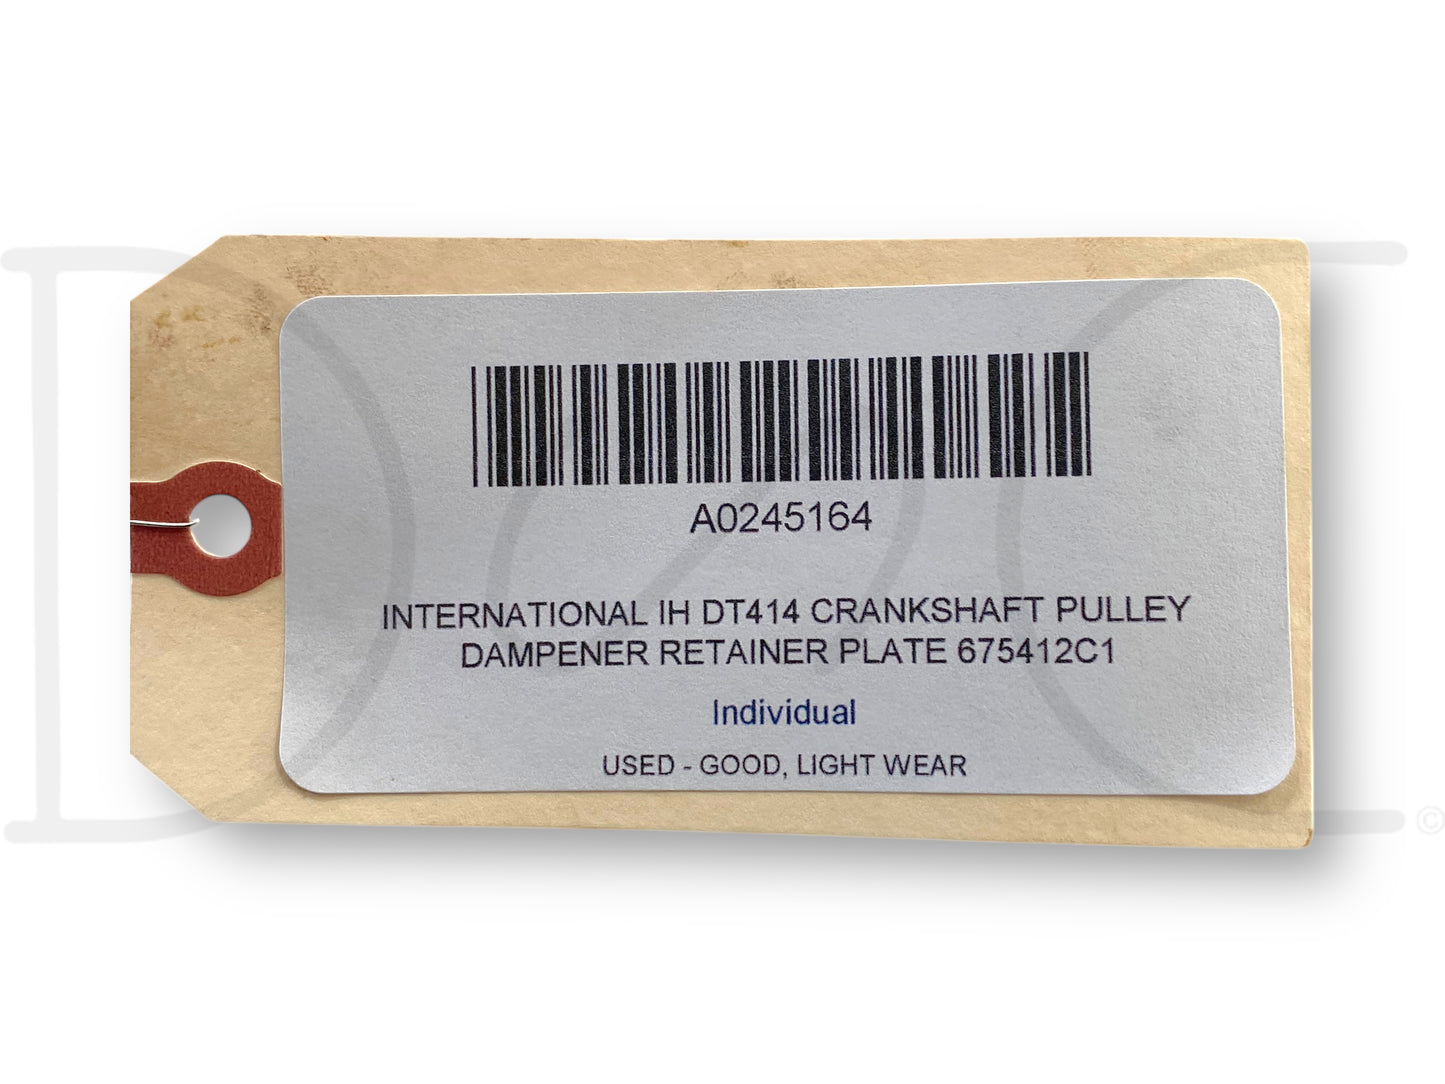 A0245164
INTERNATIONAL IH DT414 CRANKSHAFT PULLEY
DAMPENER RETAINER PLATE 675412C1
Individual
USED - GOOD, LIGHT WEAR
©